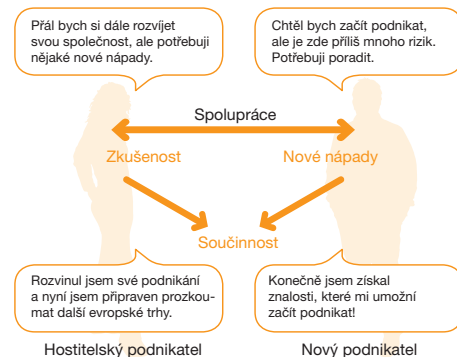 Přál bych si dále rozvíjet
svou společnost, ale potřebuji
nějaké nové nápady.
Chtěl bych začít podnikat,
ale je zde příliš mnoho rizik.
Potřebuji poradit.
Spolupráce
Zkušenost
Nové nápady
Součinnost
Rozvinul jsem své podnikání
a nyní jsem připraven prozkou-
mat další evropské trhy.
Konečně jsem získal
znalosti, které mi umožní
začít podnikat!
Hostitelský podnikatel
Nový podnikatel